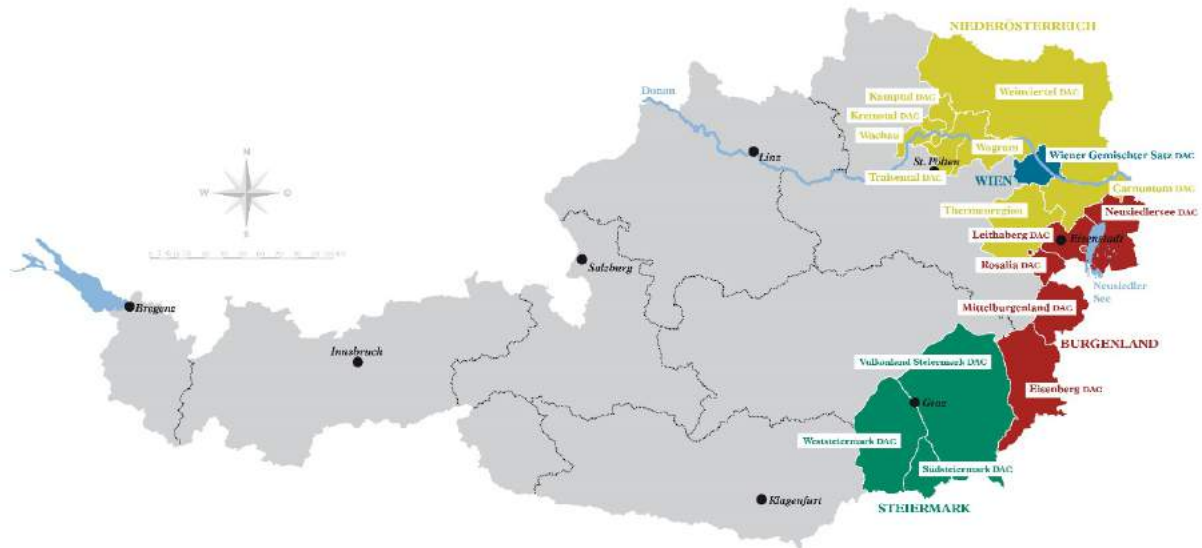 NIEDERÖSTERREICH
Donau
Kamptal DAC
Weinviertel DAC
Kremstal DAC
Wachau
Wagram
Linz
St. Pölten
Wiener Gemischter Satz DAC
N
Traisental DAC
WIEN
W
O
Carnuntum DAC
S
Thermenregion
Neusiedlersee DAC
Leithaberg DAC
Eisenstadt
Salzburg
Rosalia DAC
Neusiedler
See
Bregenz
Mittelburgenland DAC
BURGENLAND
Innsbruck
Vulkanland Steiermark DAC
Eisenberg DAC
Graz
Weststeiermark DAC
Südsteiermark DAC
Klagenfurt
STEIERMARK